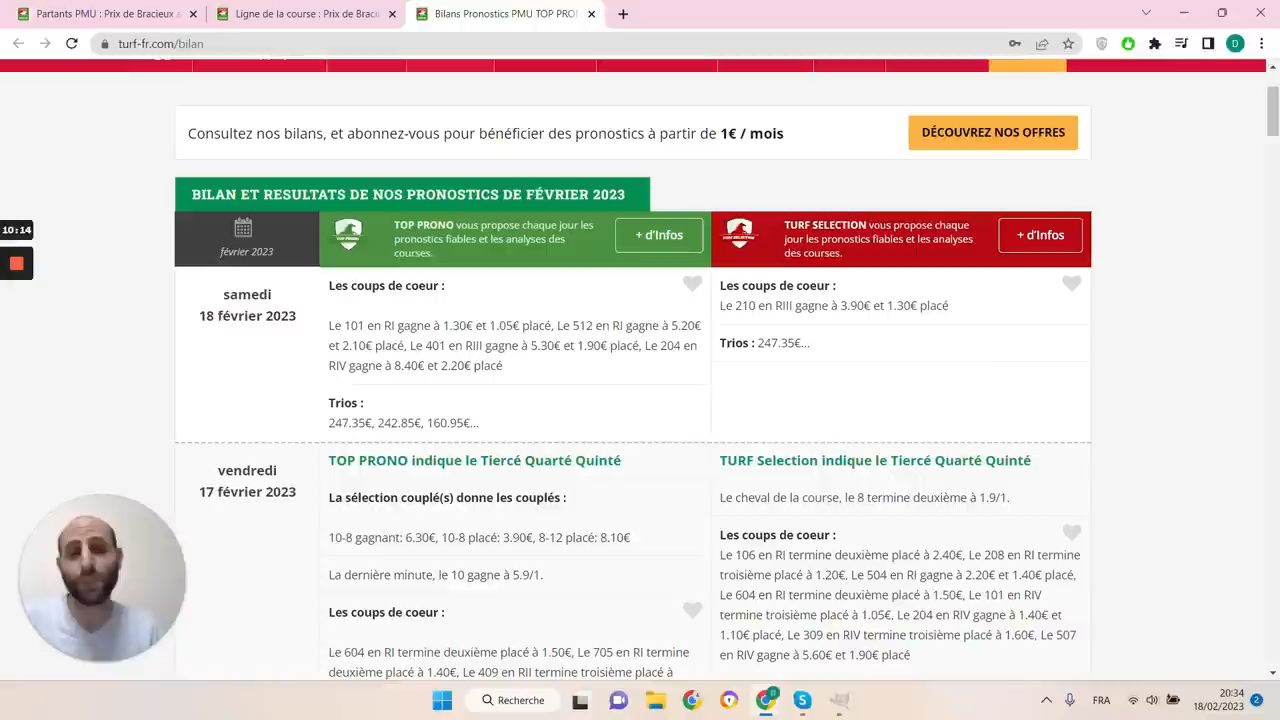 Partants PMU : Prix de Bracieux
Ligne de la course : Prix Bracie
Bilans Pronostics PMU TOP PRO
turf-fr.com/bilan
D
Consultez nos bilans, et abonnez-vous pour bénéficier des pronostics à partir de 1€ / mois
DÉCOUVREZ NOS OFFRES
BILAN ET RESULTATS DE NOS PRONOSTICS DE FÉVRIER 2023
février 2023
TOP PRONO
TOP PRONO vous propose chaque jour les
pronostics fiables et les analyses des
courses.
+ d'Infos
TURF SELECTION
TURF SELECTION vous propose chaque
jour les pronostics fiables et les analyses
des courses.
+ d'Infos
10:14
samedi
18 février 2023
Les coups de coeur :
Le 101 en RI gagne à 1.30€ et 1.05€ placé, Le 512 en RI gagne à 5.20€
et 2.10€ placé, Le 401 en RIII gagne à 5.30€ et 1.90€ placé, Le 204 en
RIV gagne à 8.40€ et 2.20€ placé
Trios :
247.35€, 242.85€, 160.95€...
Les coups de coeur :
Le 210 en RIII gagne à 3.90€ et 1.30€ placé
Trios : 247.35€...
vendredi
17 février 2023
TOP PRONO indique le Tiercé Quarté Quinté
La sélection couplé(s) donne les couplés :
10-8 gagnant: 6.30€, 10-8 placé: 3.90€, 8-12 placé: 8.10€
La dernière minute, le 10 gagne à 5.9/1.
Les coups de coeur :
Le 604 en RI termine deuxième placé à 1.50€, Le 705 en RI termine
deuxième placé à 1.40€, Le 409 en RII termine troisième placé à
TURF Selection indique le Tiercé Quarté Quinté
Le cheval de la course, le 8 termine deuxième à 1.9/1.
Les coups de coeur :
Le 106 en RI termine deuxième placé à 2.40€, Le 208 en RI termine
troisième placé à 1.20€, Le 504 en RI gagne à 2.20€ et 1.40€ placé,
Le 604 en RI termine deuxième placé à 1.50€, Le 101 en RIV
termine troisième placé à 1.05€, Le 204 en RIV gagne à 1.40€ et
1.10€ placé, Le 309 en RIV termine troisième placé à 1.60€, Le 507
en RIV gagne à 5.60€ et 1.90€ placé
Recherche
FRA
20:34
18/02/2023
2